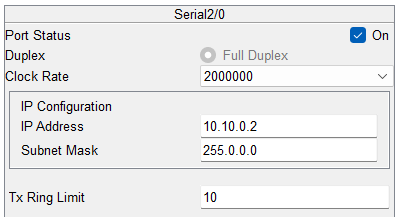 Serial2/0
Port Status On
Duplex Full Duplex
Clock Rate 2000000
IP Configuration
IP Address 10.10.0.2
Subnet Mask 255.0.0.0
Tx Ring Limit 10